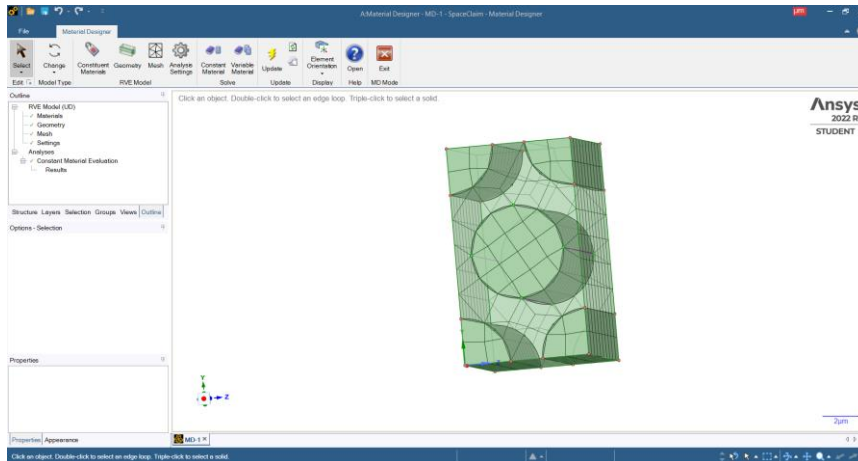 A:Material Designer - MD-1 - SpaceClaim - Material Designer
μm
File Material Designer
Select Change Constituent Materials Geometry Mesh Analysis Settings Constant Material Variable Material Update Element Orientation Open Exit
Edit Model Type RVE Model Solve Update Display Help MD Mode
Outline
RVE Model (UD)
Materials
Geometry
Mesh
Settings
Analyses
Constant Material Evaluation
Results
Structure Layers Selection Groups Views Outline
Options - Selection
Properties
Properties Appearance
Click an object. Double-click to select an edge loop. Triple-click to select a solid.
Ansys
2022 R
STUDENT
Y
Z
2μm
MD-1
Click an object. Double-click to select an edge loop. Triple-click to select a solid.